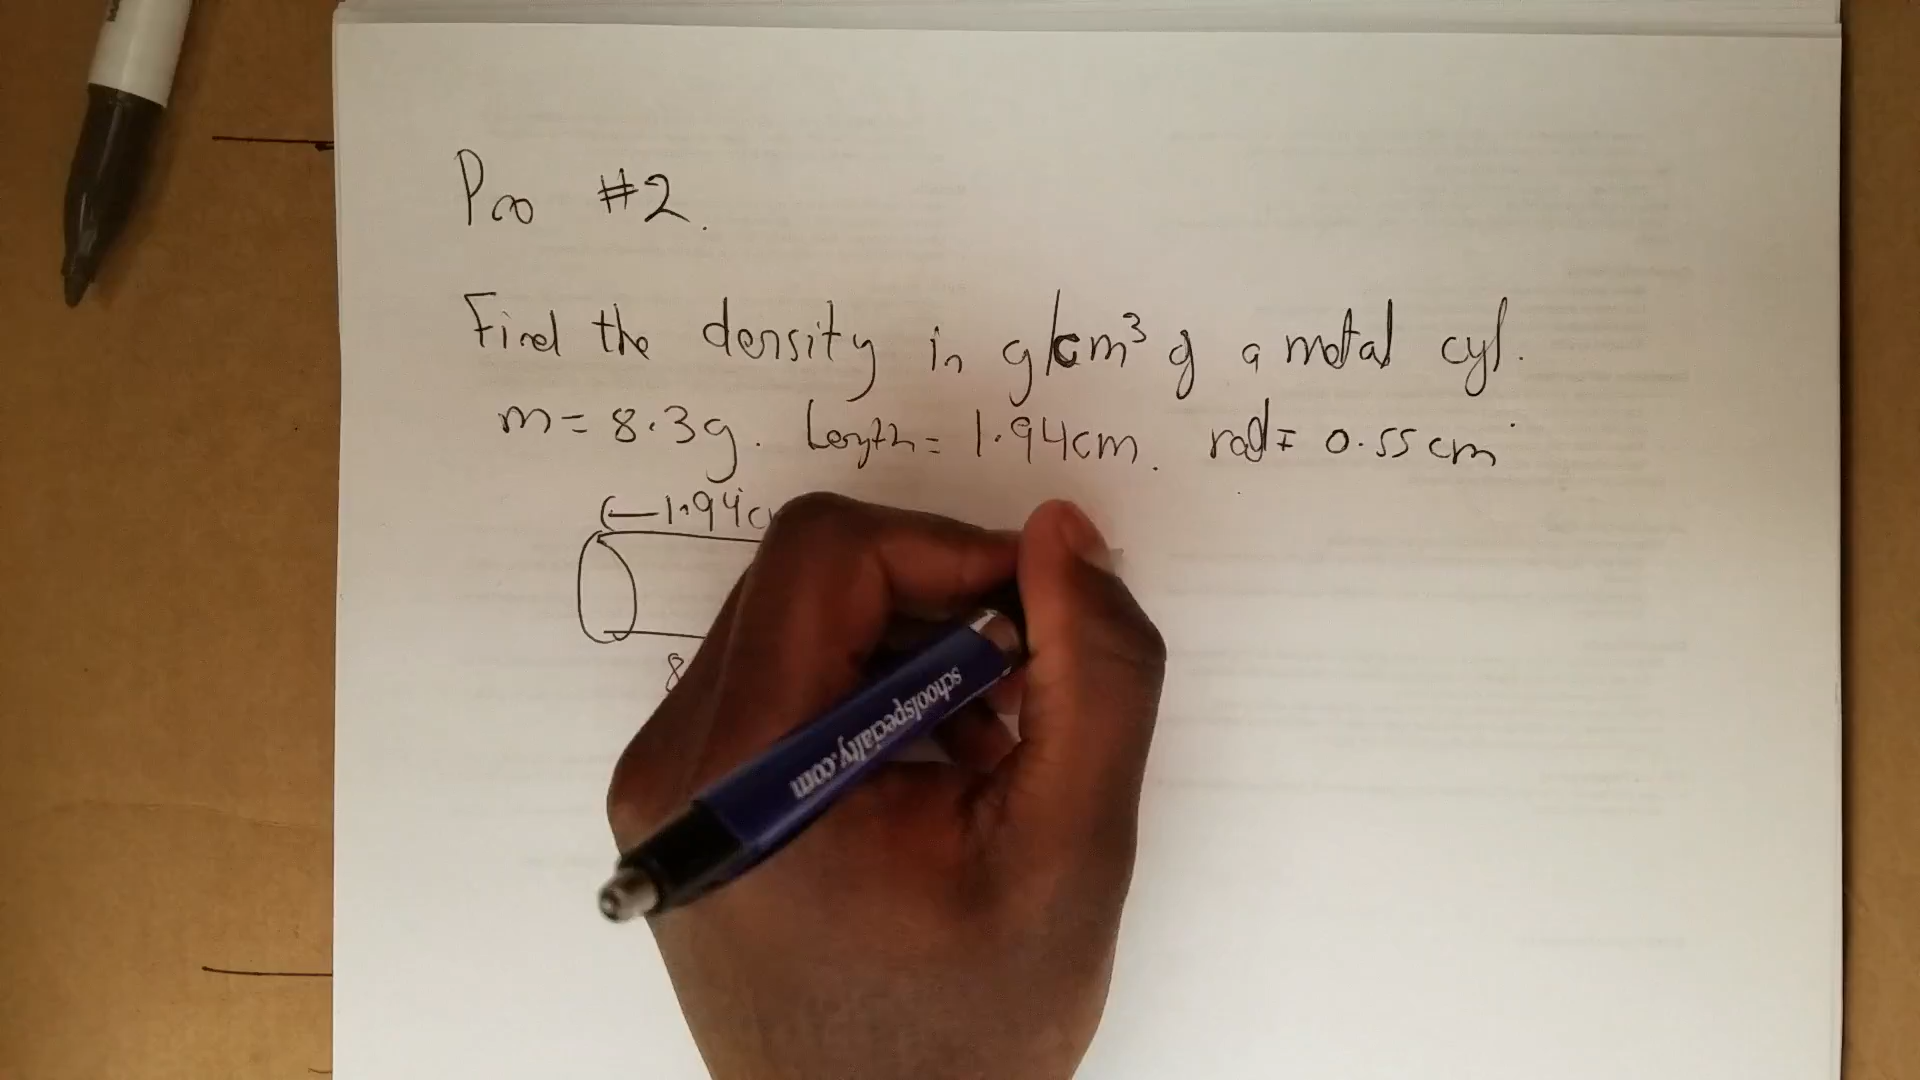 Pro #2.
Find the density in g/cm³ of a metal cyl.
m = 8.3g. Length = 1.94cm. rad = 0.55cm
1.94c
8
schoolspecialty.com